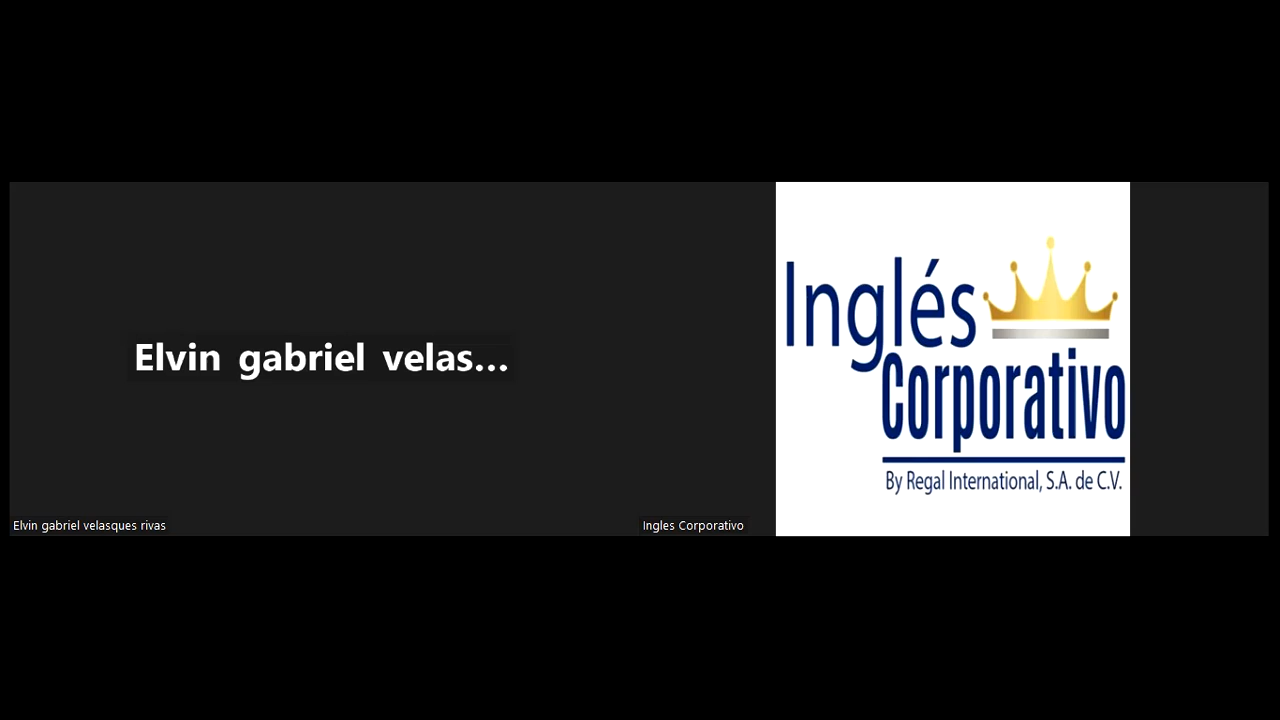 Elvin gabriel velas...
Elvin gabriel velasques rivas
Ingles Corporativo
Inglés
Corporativo
By Regal International, S.A. de C.V.